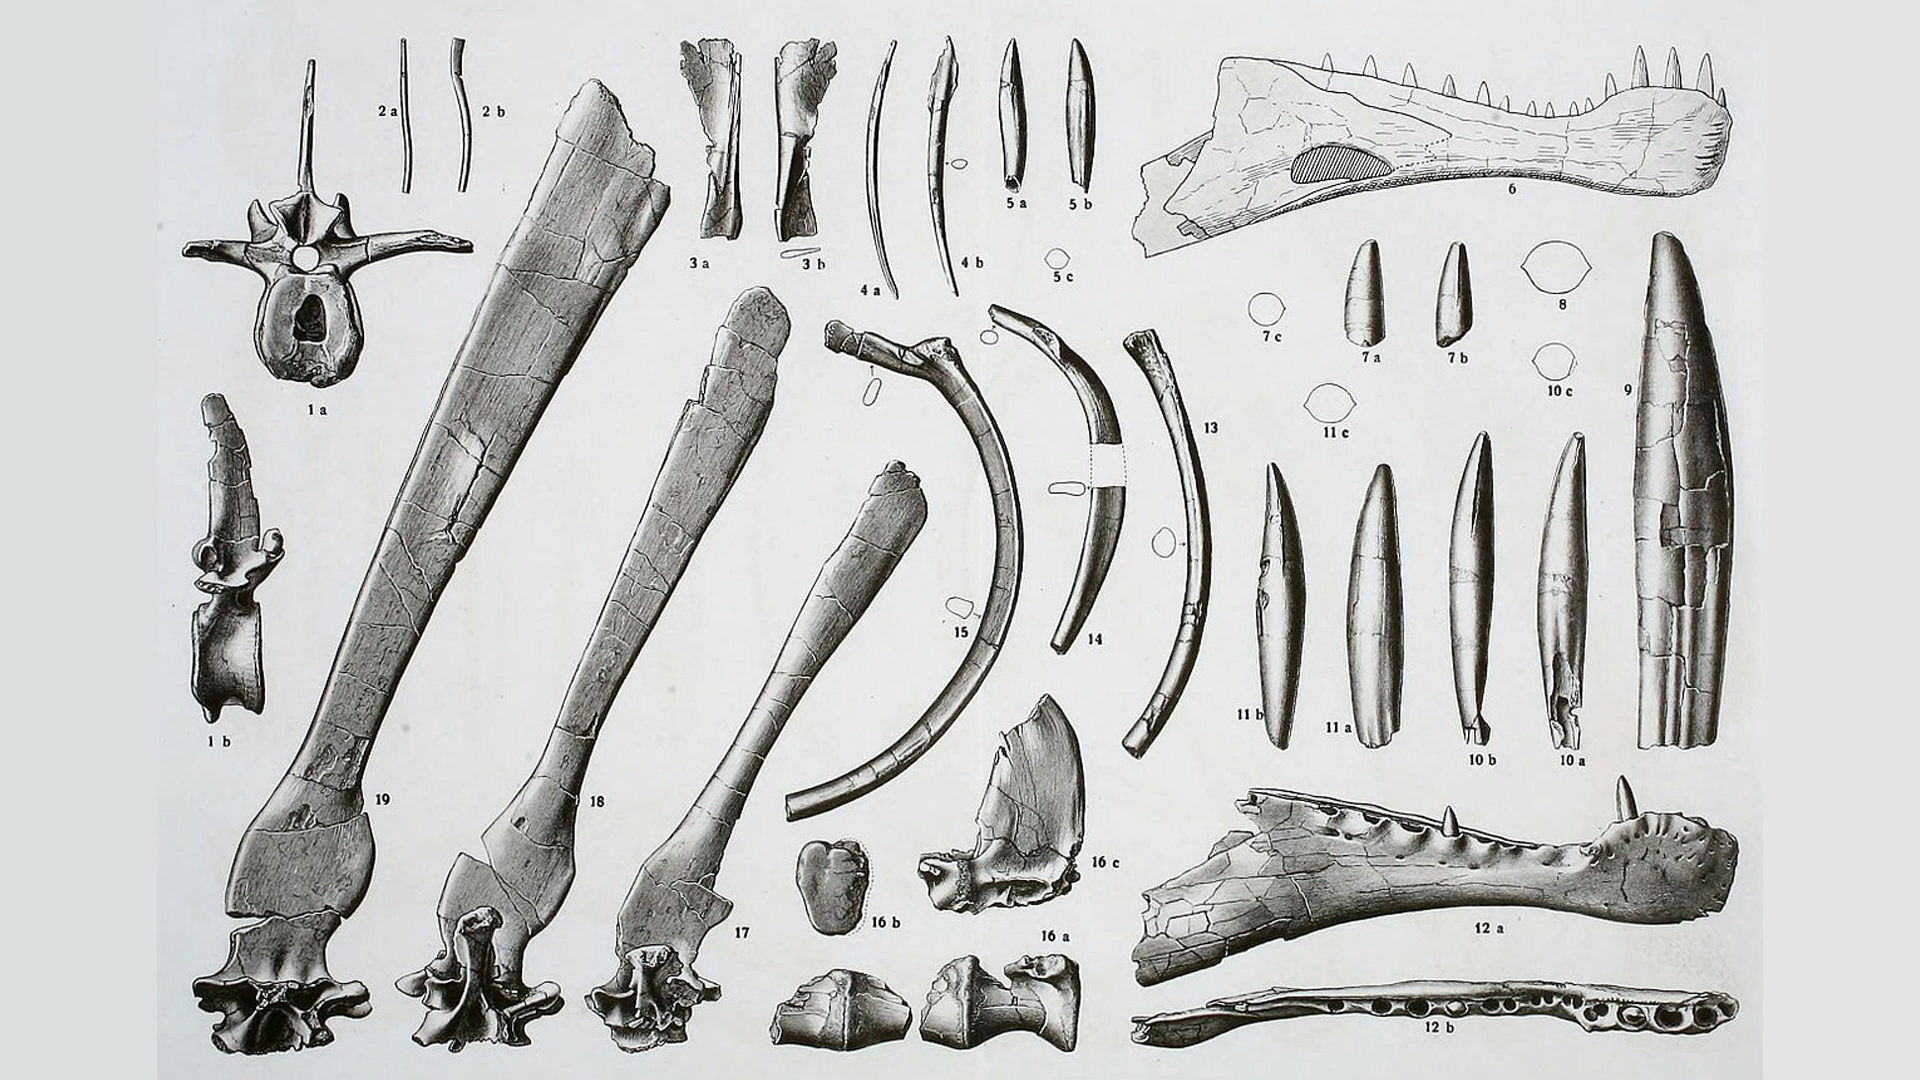 2 a
2 b
1 a
1 b
3 a
3 b
4 a
4 b
5 a
5 b
5 c
6
7 c
7 a
7 b
8
9
10 c
11 c
13
14
15
11 b
11 a
10 b
10 a
19
18
17
16 b
16 c
16 a
12 a
12 b